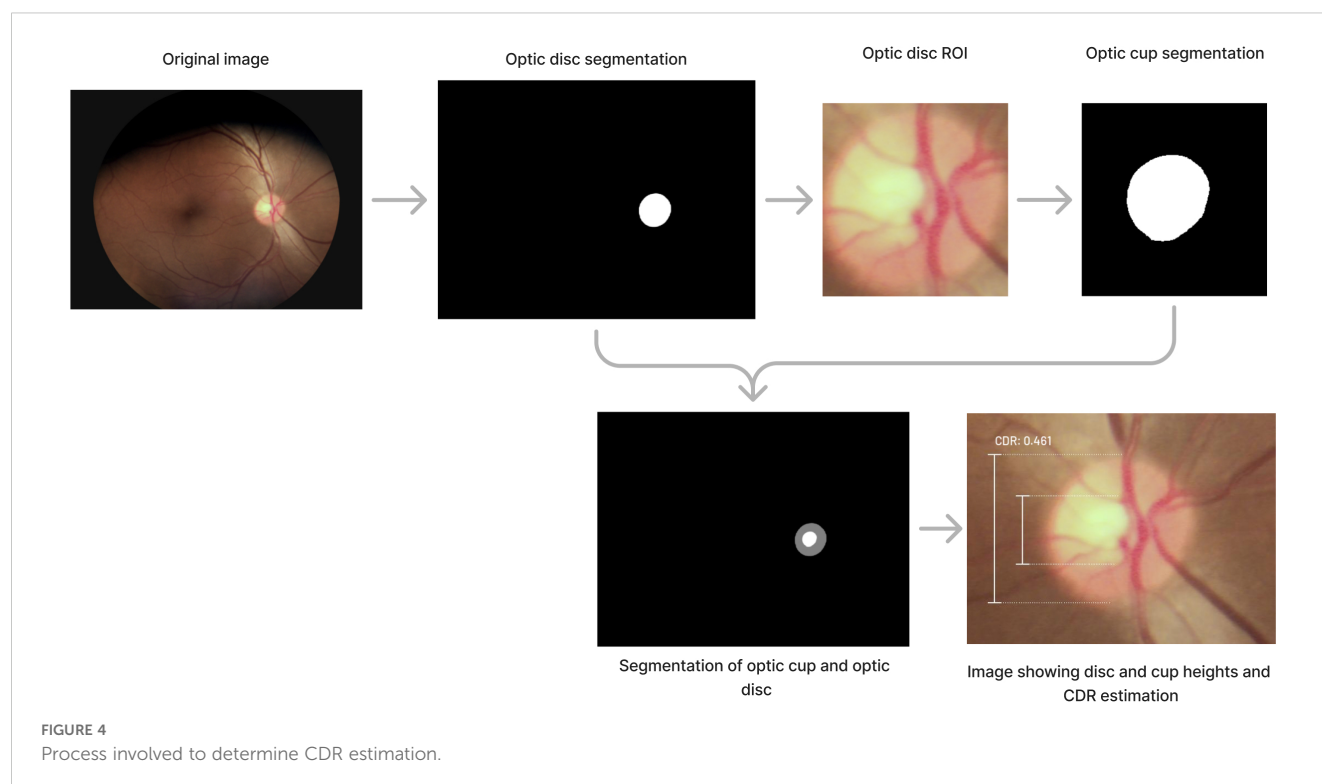 Original image
Optic disc segmentation
Optic disc ROI
Optic cup segmentation
CDR: 0.461
Segmentation of optic cup and optic
disc
Image showing disc and cup heights and
CDR estimation
FIGURE 4
Process involved to determine CDR estimation.